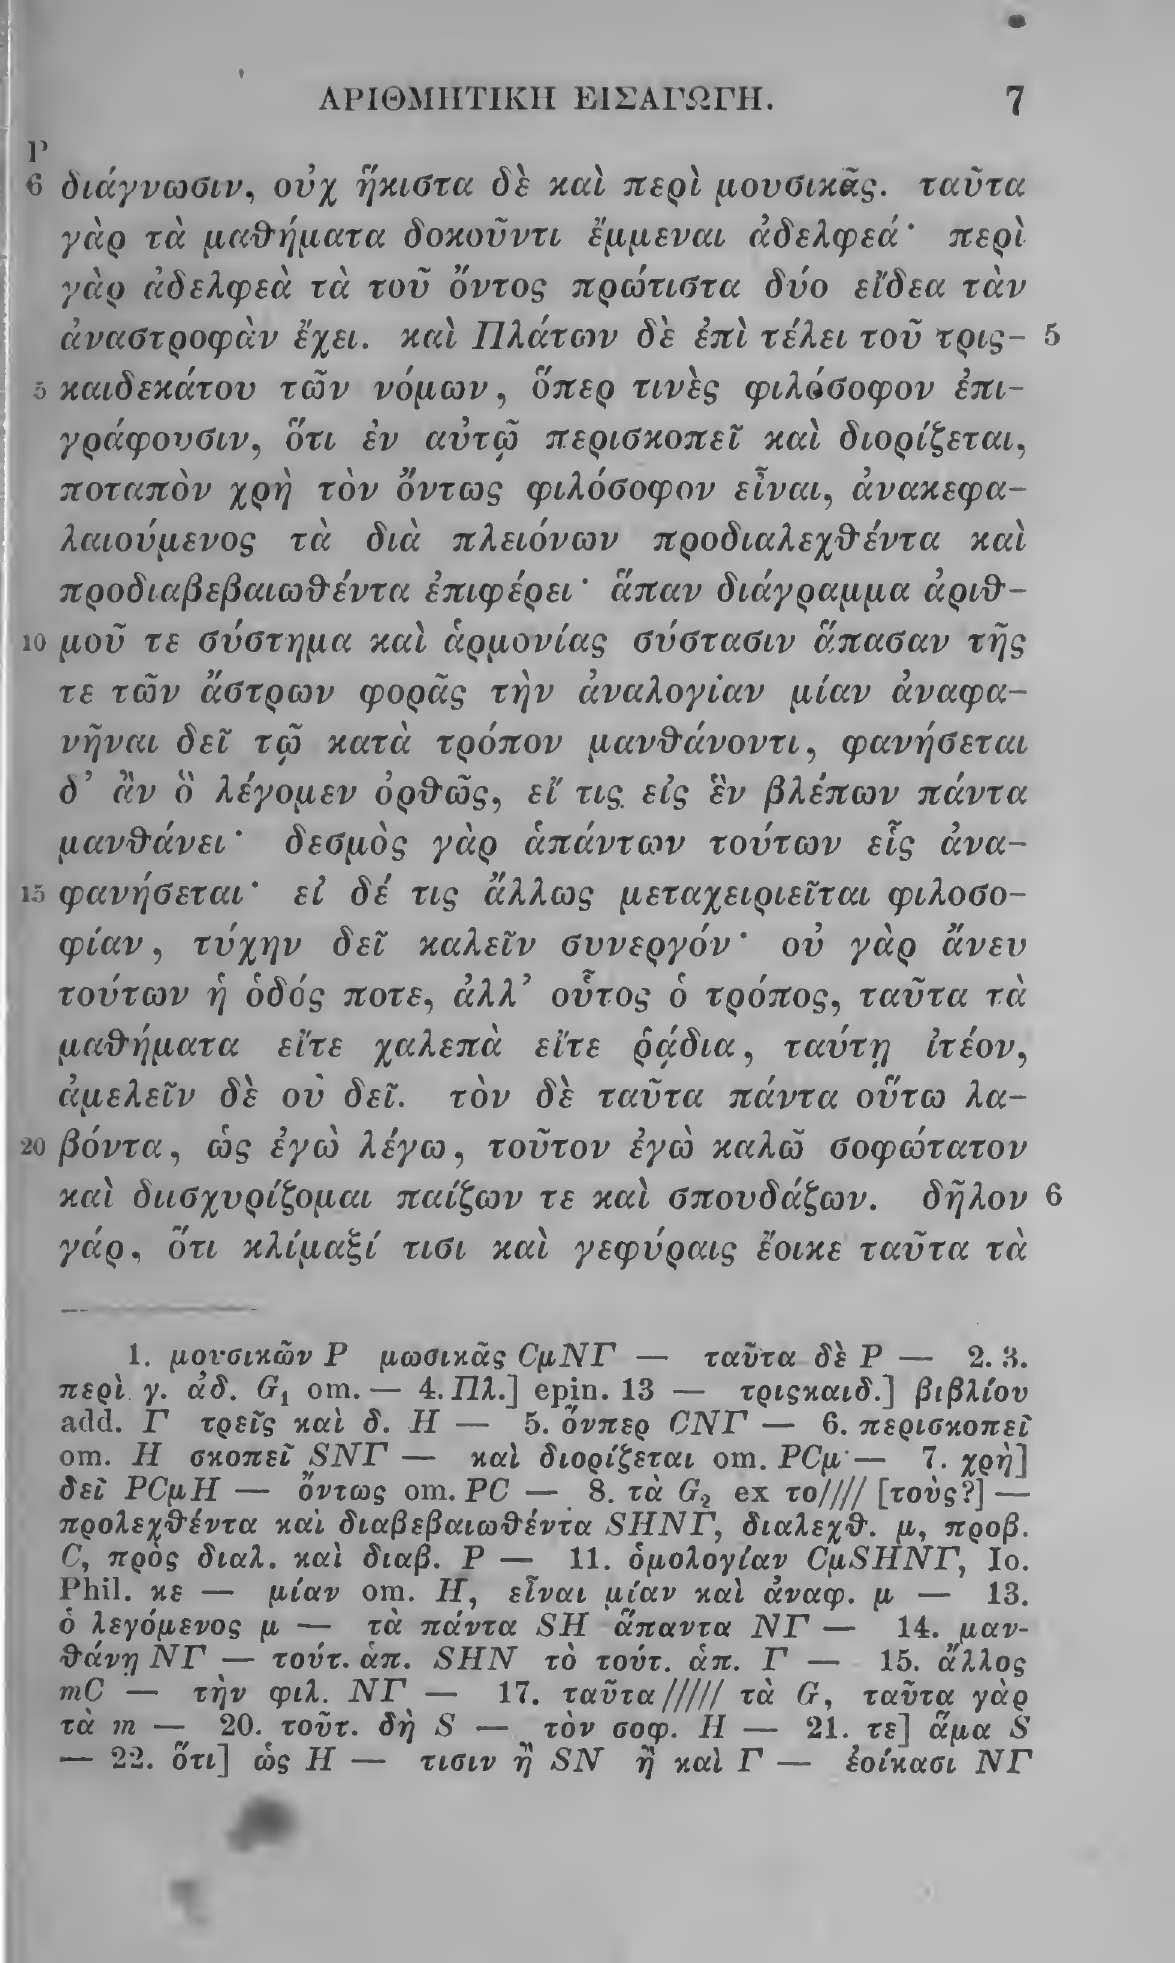 ΑΡΙΘΜΗΤΙΚΗ ΕΙΣΑΓΩΓΗ. 7
P
6 διάγνωσιν, οὐχ ἥκιστα δὲ καὶ περὶ μουσικᾶς. ταῦτα
γὰρ τὰ μαθήματα δοκοῦντι ἔμμεναι ἀδελφεά· περὶ
γὰρ ἀδελφεὰ τὰ τοῦ ὄντος πρώτιστα δύο εἴδεα τὰν
ἀναστροφὰν ἔχει. καὶ Πλάτων δὲ ἐπὶ τέλει τοῦ τρις- 5
5 καιδεκάτου τῶν νόμων, ὅπερ τινὲς φιλόσοφον ἐπι-
γράφουσιν, ὅτι ἐν αὐτῷ περισκοπεῖ καὶ διορίζεται,
ποταπὸν χρὴ τὸν ὄντως φιλόσοφον εἶναι, ἀνακεφα-
λαιούμενος τὰ διὰ πλειόνων προδιαλεχθέντα καὶ
προδιαβεβαιωθέντα ἐπιφέρει· ἅπαν διάγραμμα ἀριθ-
10 μοῦ τε σύστημα καὶ ἁρμονίας σύστασιν ἅπασαν τῆς
τε τῶν ἄστρων φορᾶς τὴν ἀναλογίαν μίαν ἀναφα-
νῆναι δεῖ τῷ κατὰ τρόπον μανθάνοντι, φανήσεται
δ' ἂν ὃ λέγομεν ὀρθῶς, εἴ τις εἰς ἓν βλέπων πάντα
μανθάνει· δεσμὸς γὰρ ἁπάντων τούτων εἷς ἀνα-
15 φανήσεται· εἰ δέ τις ἄλλως μεταχειριεῖται φιλοσο-
φίαν, τύχην δεῖ καλεῖν συνεργόν· οὐ γὰρ ἄνευ
τούτων ἡ ὁδός ποτε, ἀλλ' οὗτος ὁ τρόπος, ταῦτα τὰ
μαθήματα εἴτε χαλεπὰ εἴτε ῥᾴδια, ταύτῃ ἰτέον,
ἀμελεῖν δὲ οὐ δεῖ. τὸν δὲ ταῦτα πάντα οὕτω λα-
20 βόντα, ὡς ἐγὼ λέγω, τοῦτον ἐγὼ καλῶ σοφώτατον
καὶ διισχυρίζομαι παίζων τε καὶ σπουδάζων. δῆλον 6
γάρ, ὅτι κλίμαξί τισι καὶ γεφύραις ἔοικε ταῦτα τὰ
1. μουσικῶν P μωσικᾶς CμNΓ — ταῦτα δὲ P — 2. 3.
περὶ γ. ἀδ. G₁ om. — 4. Πλ.] epin. 13 — τριςκαιδ.] βιβλίου
add. Γ τρεῖς καὶ δ. H — 5. ὅνπερ CNΓ — 6. περισκοπεῖ
om. H σκοπεῖ SNΓ — καὶ διορίζεται om. PCμ — 7. χρὴ]
δεῖ PCμH — ὄντως om. PC — 8. τὰ G₂ ex το//// [τοὺς?] —
προλεχθέντα καὶ διαβεβαιωθέντα SHNΓ, διαλεχθ. μ, προβ.
C, πρὸς διαλ. καὶ διαβ. P — 11. ὁμολογίαν CμSHNΓ, Io.
Phil. κε — μίαν om. H, εἶναι μίαν καὶ ἀναφ. μ — 13.
ὁ λεγόμενος μ — τὰ πάντα SH ἅπαντα NΓ — 14. μαν-
θάνῃ NΓ — τούτ. ἁπ. SHN τὸ τούτ. ἁπ. Γ — 15. ἄλλος
mC — τὴν φιλ. NΓ — 17. ταῦτα///// τὰ G, ταῦτα γὰρ
τὰ m — 20. τοῦτ. δὴ S — τὸν σοφ. H — 21. τε] ἅμα S
— 22. ὅτι] ὡς H — τισιν ἢ SN ἢ καὶ Γ — ἐοίκασι NΓ